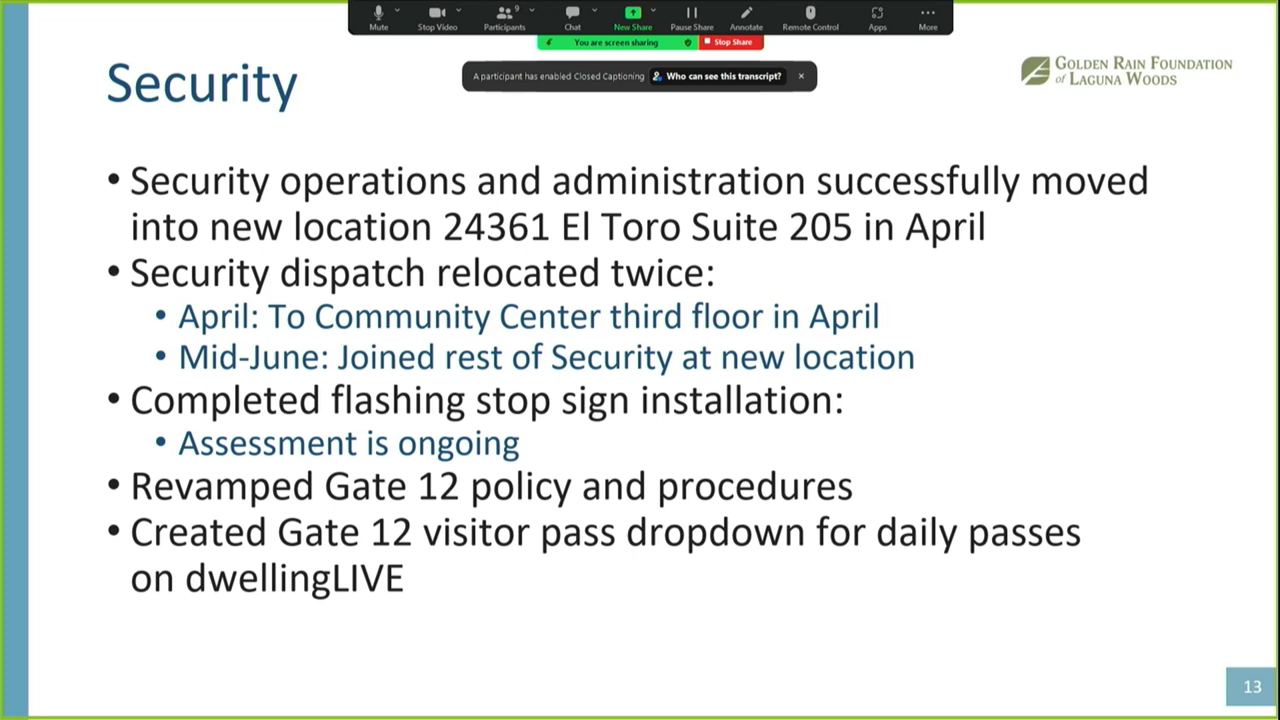 9
Mute
Stop Video
Participants
Chat
New Share
Pause Share
Annotate
Remote Control
Apps
More
You are screen sharing
Stop Share
A participant has enabled Closed Captioning
Who can see this transcript?
Security
GOLDEN RAIN FOUNDATION
of LAGUNA WOODS
• Security operations and administration successfully moved
into new location 24361 El Toro Suite 205 in April
• Security dispatch relocated twice:
• April: To Community Center third floor in April
• Mid-June: Joined rest of Security at new location
• Completed flashing stop sign installation:
• Assessment is ongoing
• Revamped Gate 12 policy and procedures
• Created Gate 12 visitor pass dropdown for daily passes
on dwellingLIVE
13